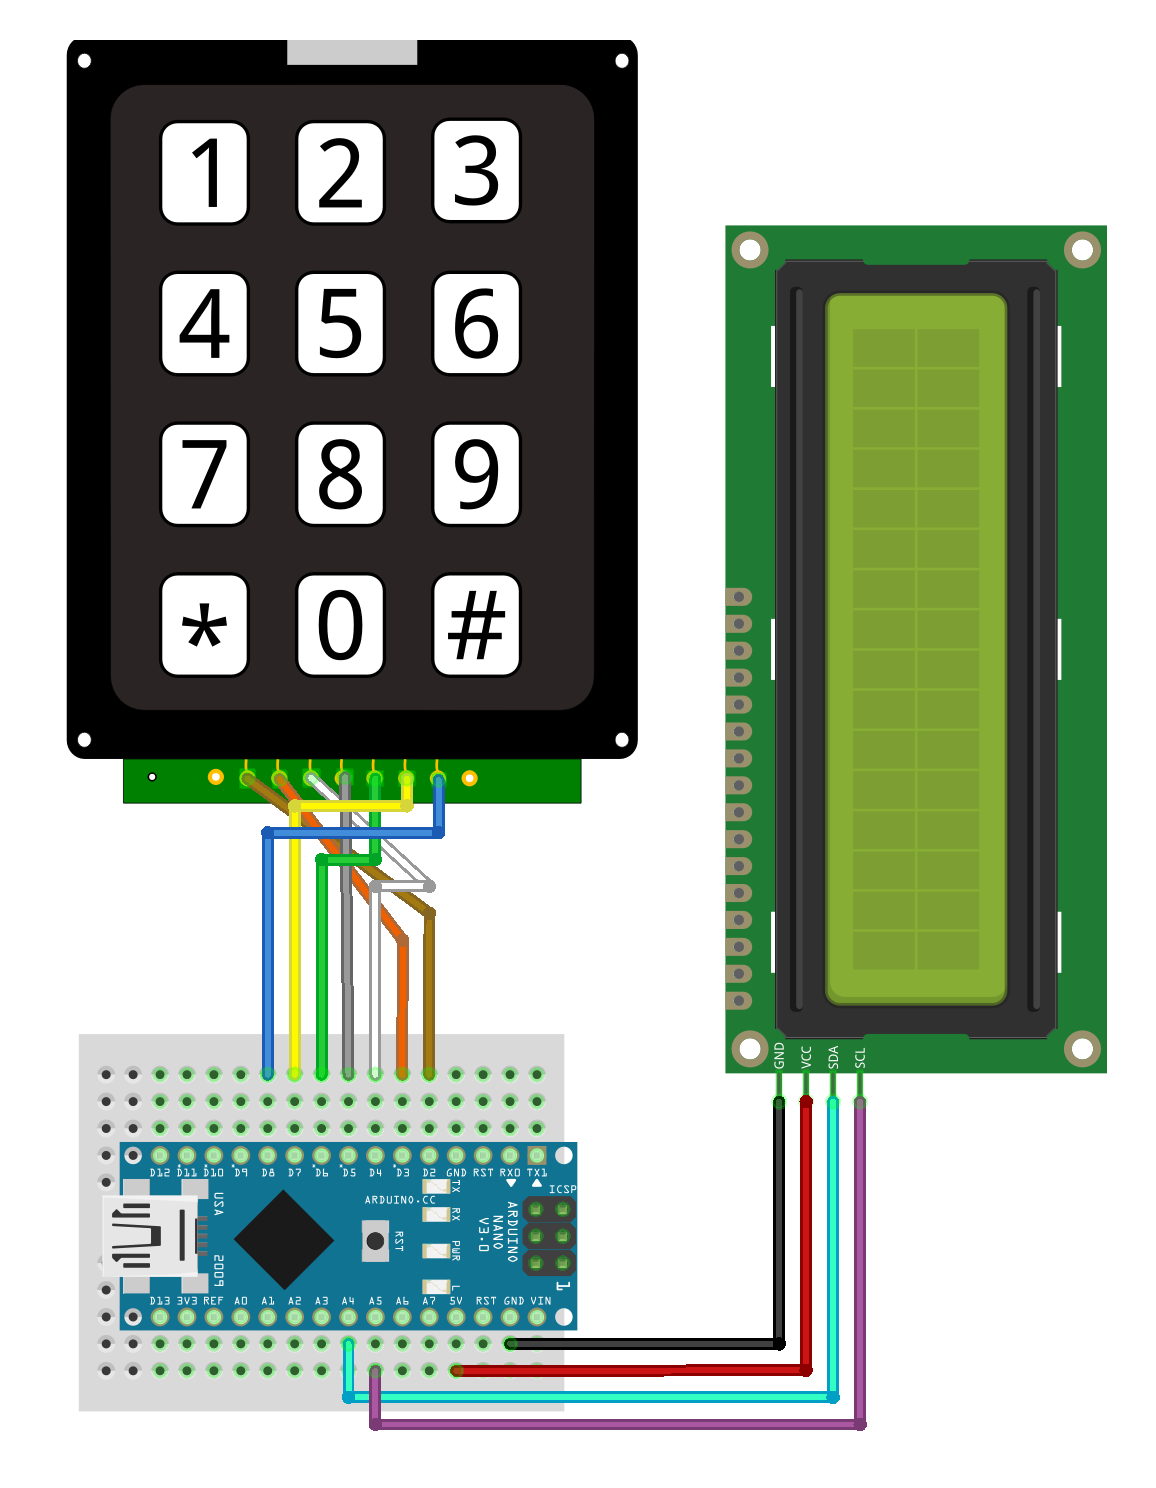 1 2 3
4 5 6
7 8 9
* 0 #
GND VCC SDA SCL
D12 D11 D10 D9 D8 D7 D6 D5 D4 D3 D2 GND RST RX0 TX1
USA
2009
ARDUINO.CC
RST
TX
RX
PWR
L
ARDUINO
NANO
V3.0
ICSP
1
D13 3V3 REF A0 A1 A2 A3 A4 A5 A6 A7 5V RST GND VIN